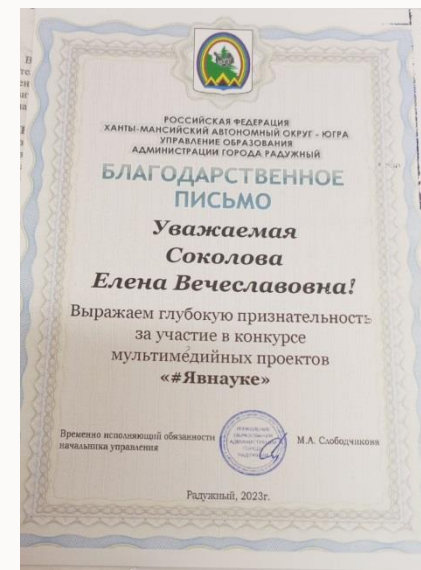 РОССИЙСКАЯ ФЕДЕРАЦИЯ
ХАНТЫ-МАНСИЙСКИЙ АВТОНОМНЫЙ ОКРУГ - ЮГРА
УПРАВЛЕНИЕ ОБРАЗОВАНИЯ
АДМИНИСТРАЦИИ ГОРОДА РАДУЖНЫЙ
БЛАГОДАРСТВЕННОЕ
ПИСЬМО
Уважаемая
Соколова
Елена Вечеславовна!
Выражаем глубокую признательность
за участие в конкурсе
мультимедийных проектов
«#Явнауке»
Временно исполняющий обязанности
начальника управления
М.А. Слободчикова
Радужный, 2023г.